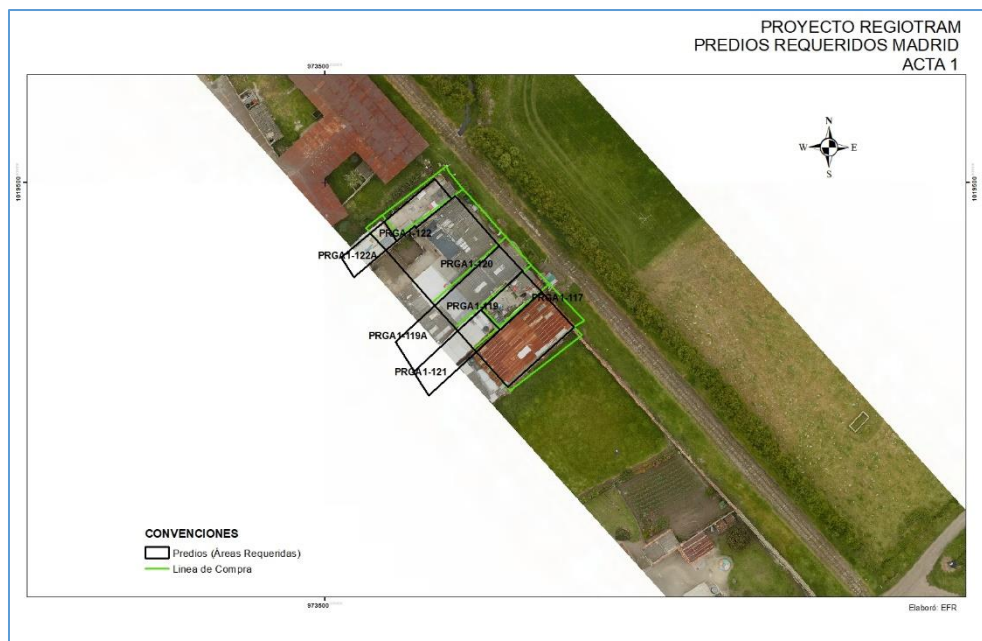 PROYECTO REGIOTRAM
PREDIOS REQUERIDOS MADRID
ACTA 1
973500
1019500
1019500
N
W
E
S
PRGA1-122
PRGA1-122A
PRGA1-120
PRGA1-119
PRGA1-117
PRGA1-119A
PRGA1-121
CONVENCIONES
Predios (Áreas Requeridas)
Linea de Compra
973500
Elaboró: EFR